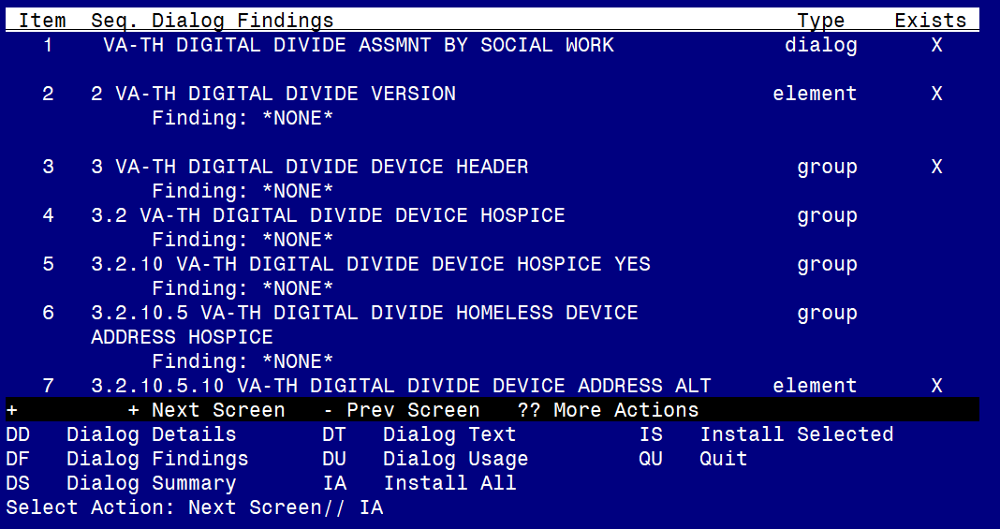 Item  Seq. Dialog Findings                                      Type    Exists
1     VA-TH DIGITAL DIVIDE ASSMNT BY SOCIAL WORK              dialog      X
2    2 VA-TH DIGITAL DIVIDE VERSION                          element      X
Finding: *NONE*
3    3 VA-TH DIGITAL DIVIDE DEVICE HEADER                      group      X
Finding: *NONE*
4    3.2 VA-TH DIGITAL DIVIDE DEVICE HOSPICE                   group
Finding: *NONE*
5    3.2.10 VA-TH DIGITAL DIVIDE DEVICE HOSPICE YES            group
Finding: *NONE*
6    3.2.10.5 VA-TH DIGITAL DIVIDE HOMELESS DEVICE             group
ADDRESS HOSPICE
Finding: *NONE*
7    3.2.10.5.10 VA-TH DIGITAL DIVIDE DEVICE ADDRESS ALT     element      X
+         + Next Screen   - Prev Screen   ?? More Actions
DD   Dialog Details       DT   Dialog Text          IS   Install Selected
DF   Dialog Findings      DU   Dialog Usage         QU   Quit
DS   Dialog Summary       IA   Install All
Select Action: Next Screen// IA